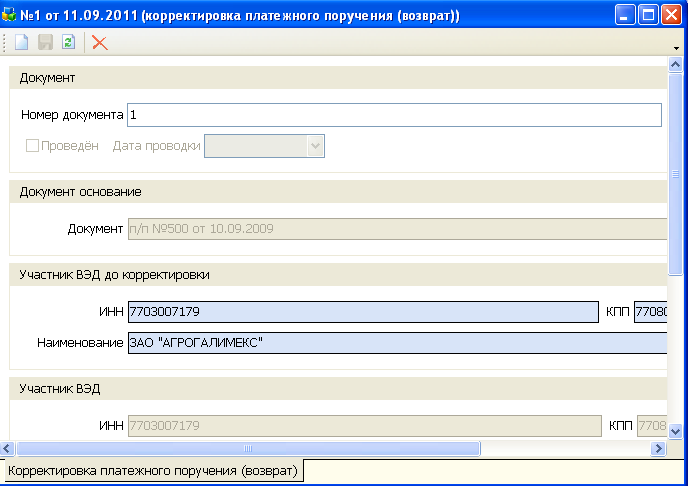 №1 от 11.09.2011 (корректировка платежного поручения (возврат))
Документ
Номер документа 1
Проведён Дата проводки
Документ основание
Документ п/п №500 от 10.09.2009
Участник ВЭД до корректировки
ИНН 7703007179 КПП 7708
Наименование ЗАО "АГРОГАЛИМЕКС"
Участник ВЭД
ИНН 7703007179 КПП 7708
Корректировка платежного поручения (возврат)